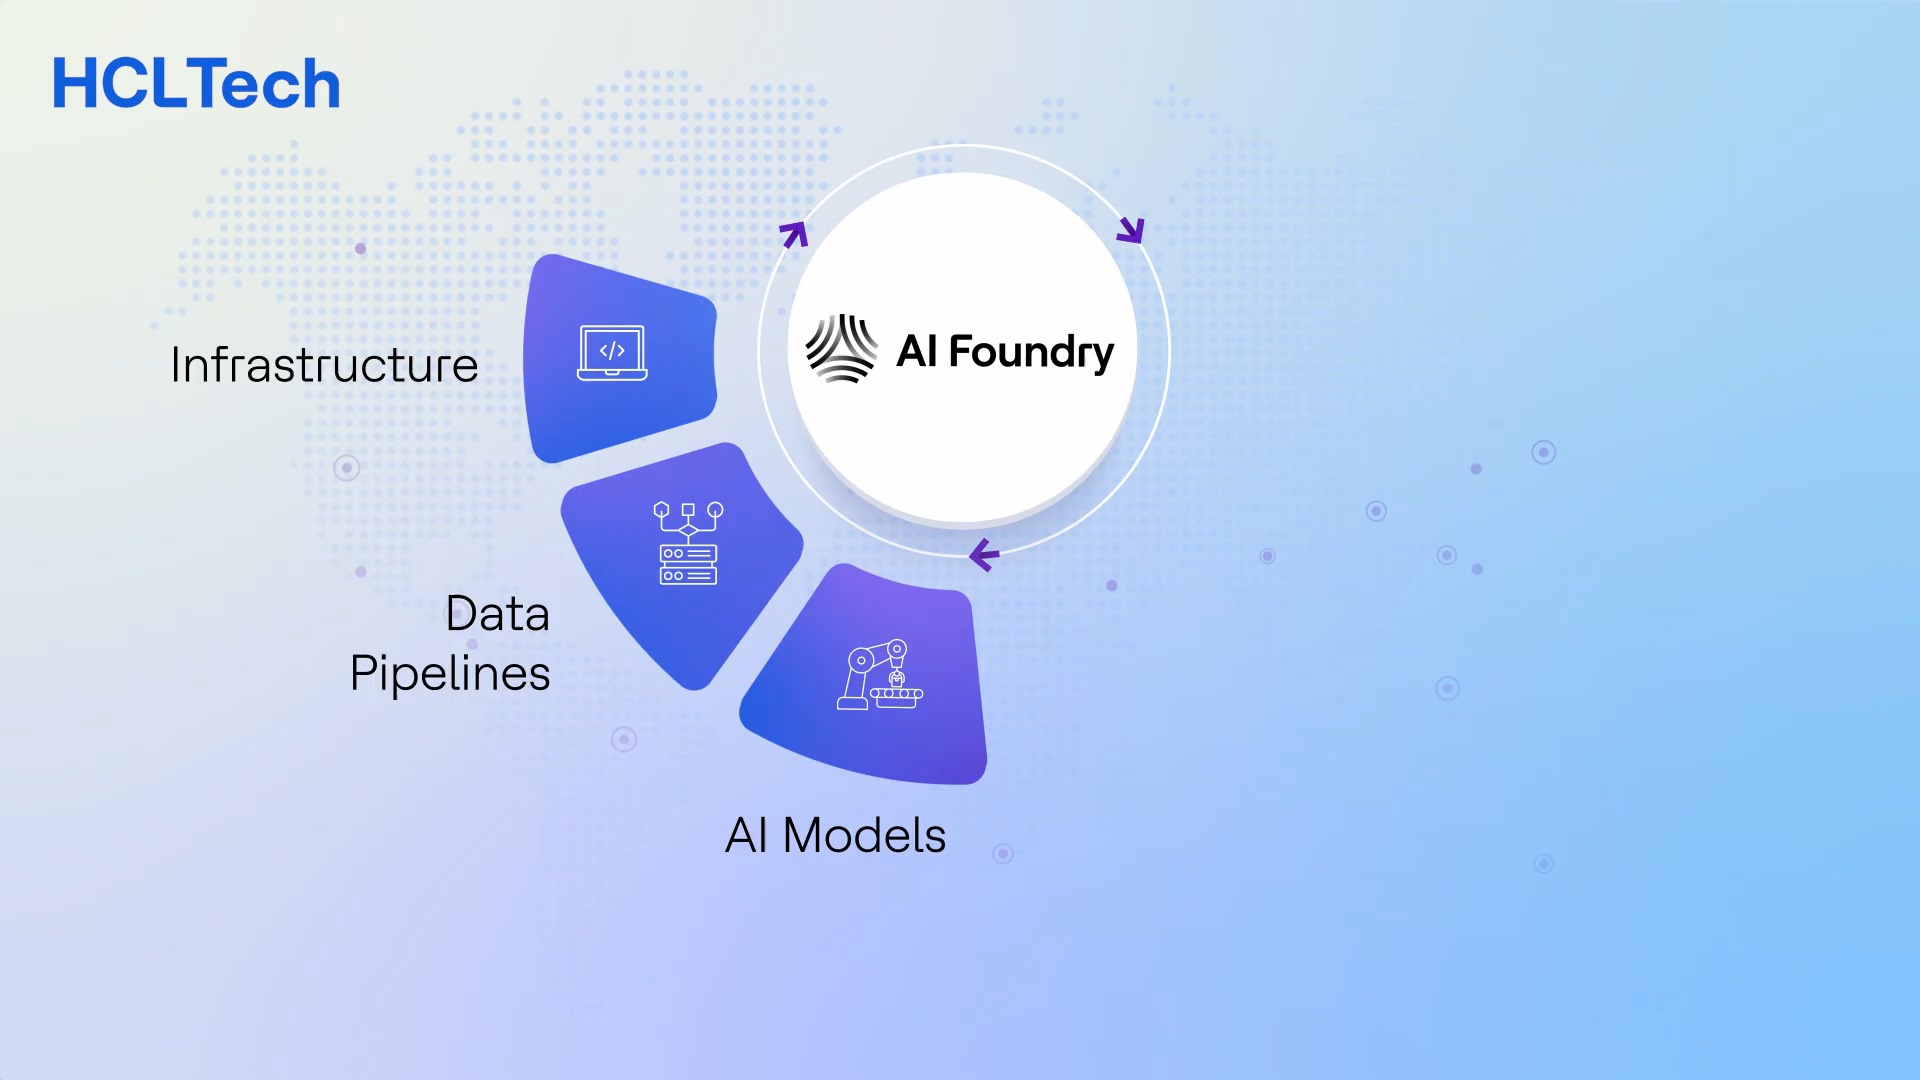 HCLTech
AI Foundry
Infrastructure
Data
Pipelines
AI Models